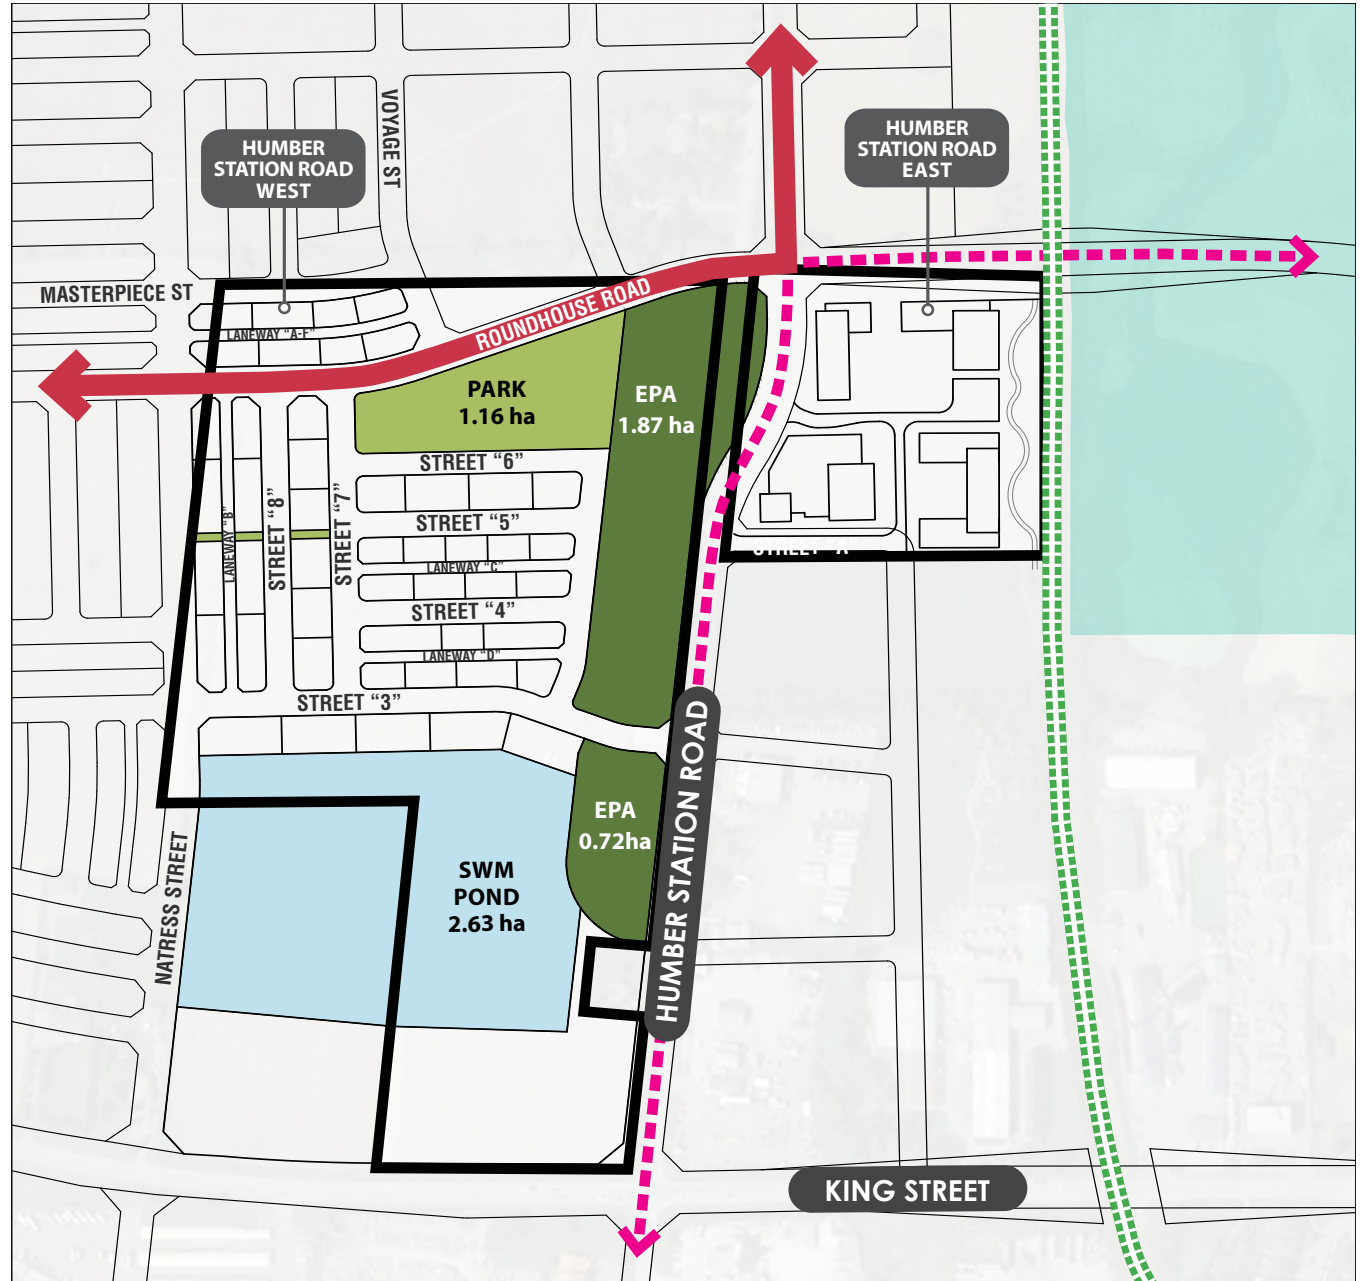 VOYAGE ST
HUMBER
STATION ROAD
WEST
HUMBER
STATION ROAD
EAST
MASTERPIECE ST
LANEWAY "A-F"
ROUNDHOUSE ROAD
PARK
1.16 ha
EPA
1.87 ha
STREET "6"
STREET "5"
LANEWAY "B"
STREET "8"
STREET "7"
LANEWAY "C"
STREET "A"
STREET "4"
LANEWAY "D"
STREET "3"
HUMBER STATION ROAD
EPA
0.72ha
SWM
POND
2.63 ha
NATRESS STREET
KING STREET